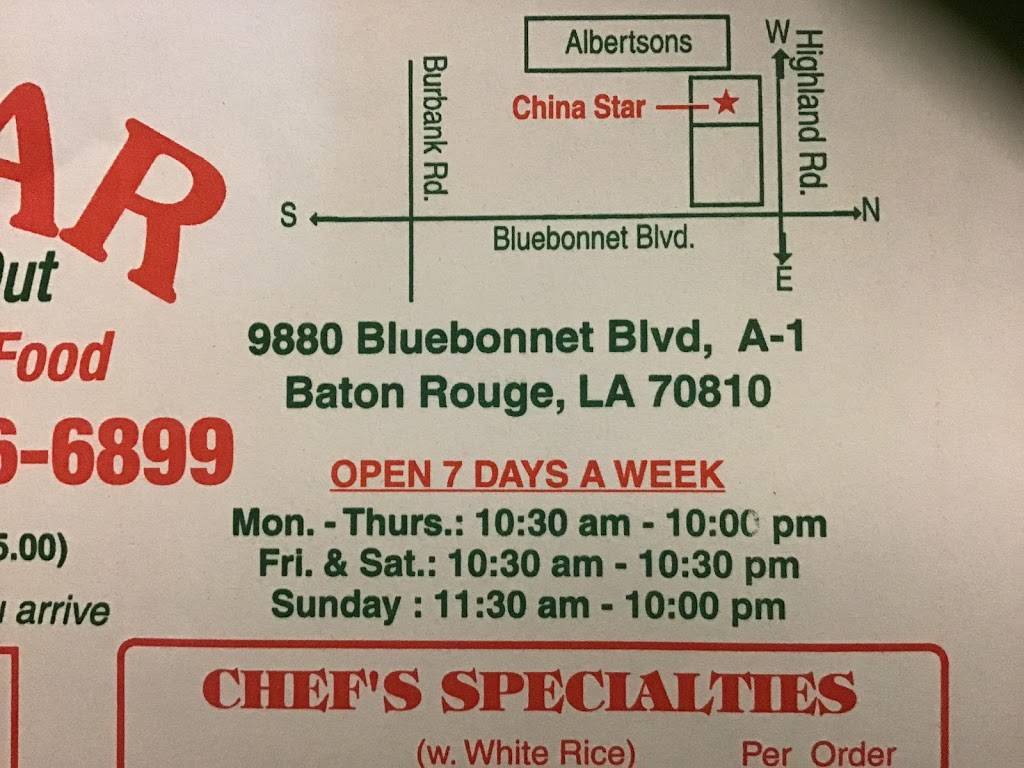 Albertsons
W
Highland Rd.
Burbank Rd.
China Star
S
N
Bluebonnet Blvd.
E
AR
Out
Food
6-6899
5.00)
arrive
9880 Bluebonnet Blvd, A-1
Baton Rouge, LA 70810
OPEN 7 DAYS A WEEK
Mon. - Thurs.: 10:30 am - 10:00 pm
Fri. & Sat.: 10:30 am - 10:30 pm
Sunday : 11:30 am - 10:00 pm
CHEF'S SPECIALTIES
(w. White Rice) Per Order